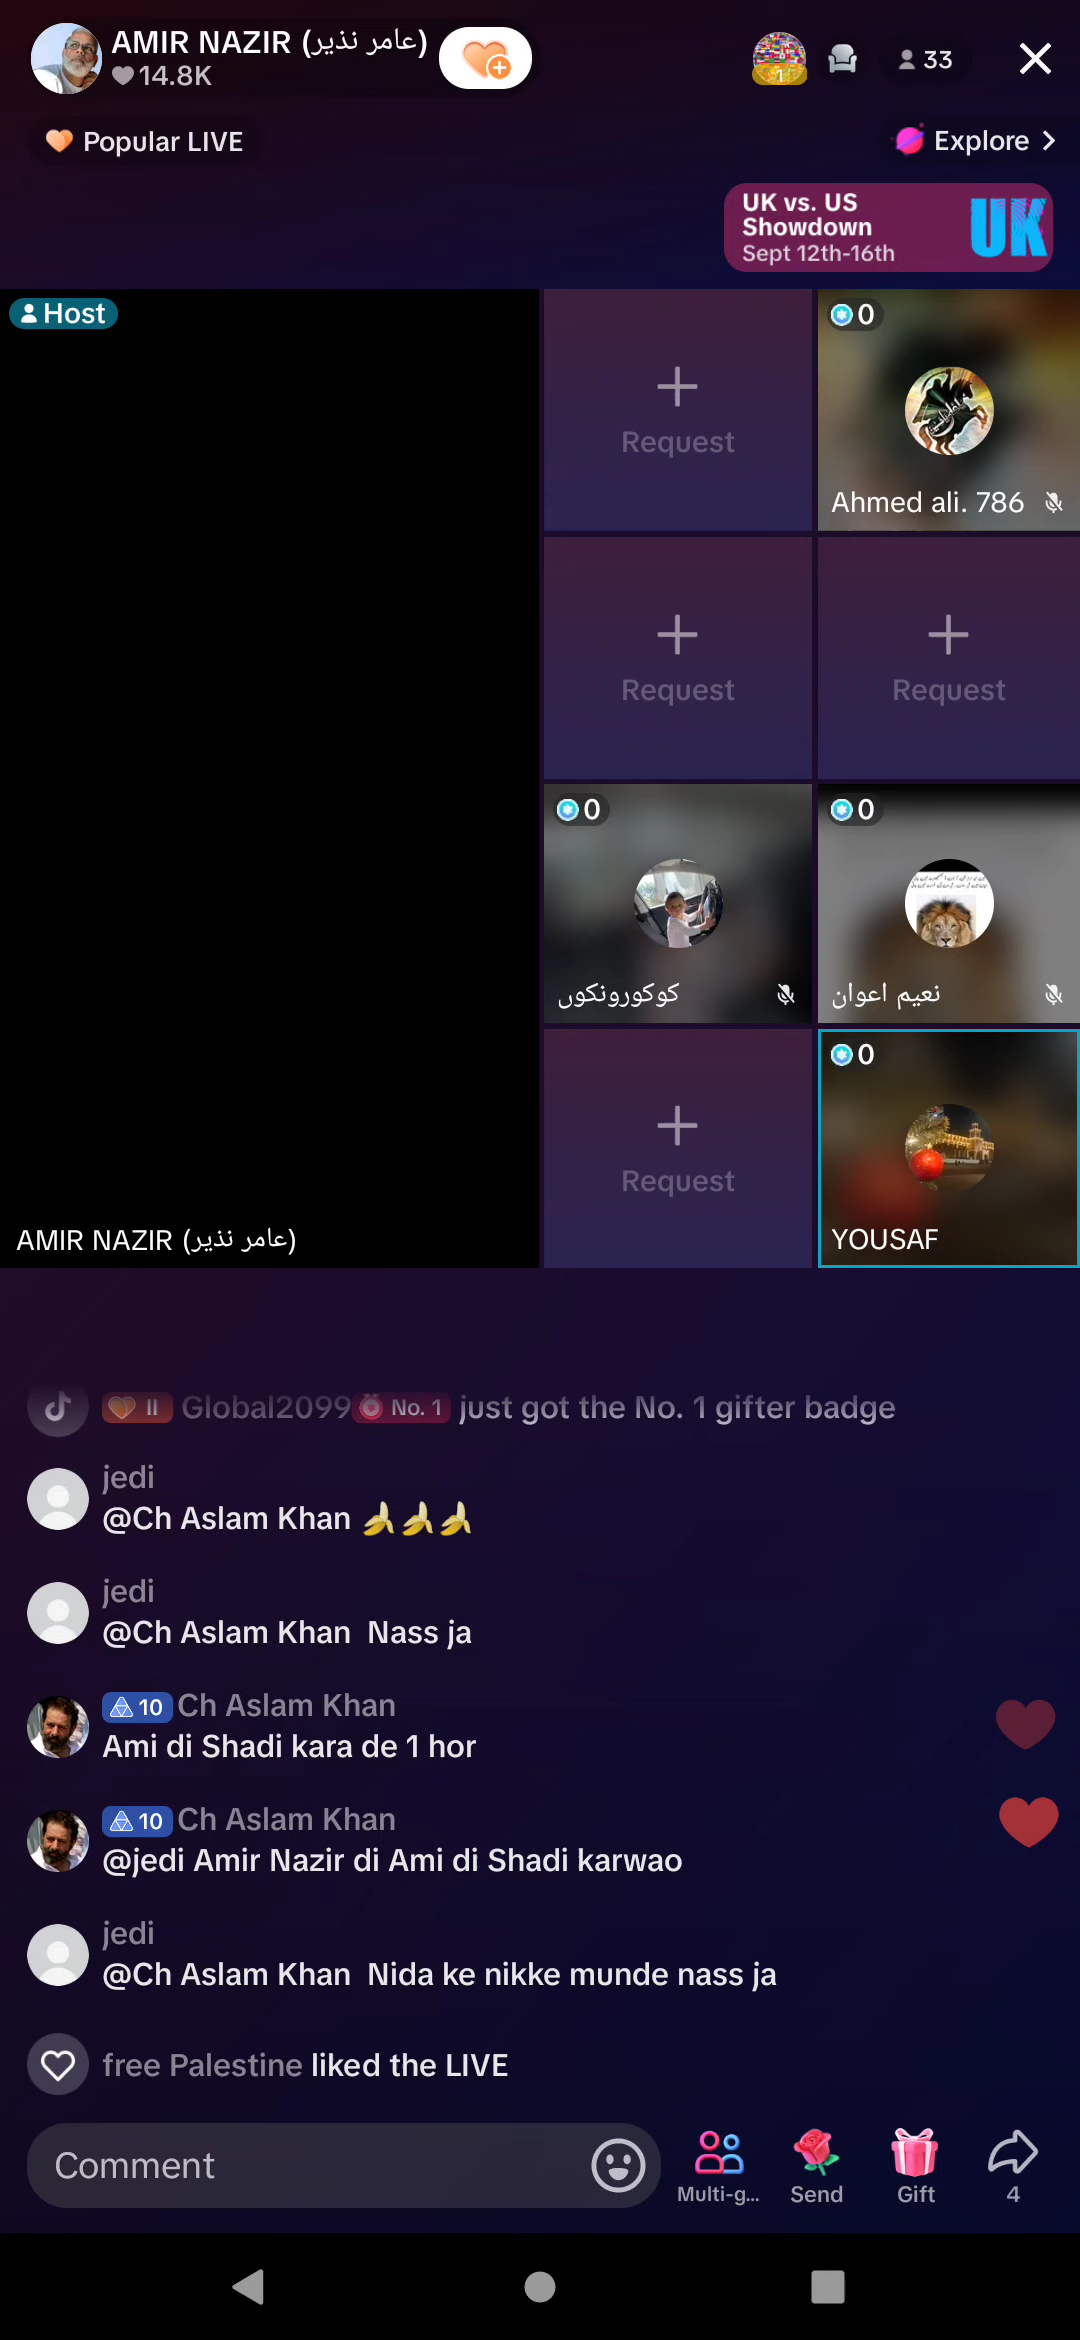 AMIR NAZIR (عامر نذیر)
14.8K
1
33
Popular LIVE
Explore
UK vs. US
Showdown
Sept 12th-16th
UK
Host
Request
0
Ahmed ali. 786
Request
Request
0
کوکورونکوں
0
نعیم اعوان
Request
0
YOUSAF
AMIR NAZIR (عامر نذیر)
II Global2099 No. 1 just got the No. 1 gifter badge
jedi
@Ch Aslam Khan 🍌🍌🍌
jedi
@Ch Aslam Khan  Nass ja
10 Ch Aslam Khan
Ami di Shadi kara de 1 hor
10 Ch Aslam Khan
@jedi Amir Nazir di Ami di Shadi karwao
jedi
@Ch Aslam Khan  Nida ke nikke munde nass ja
free Palestine liked the LIVE
Comment
Multi-g...
Send
Gift
4